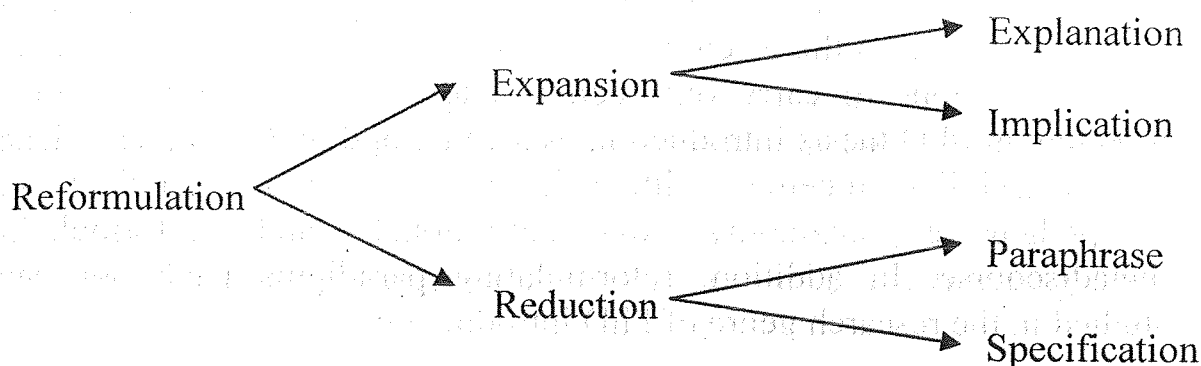 Explanation
Expansion
Implication
Reformulation
Paraphrase
Reduction
Specification